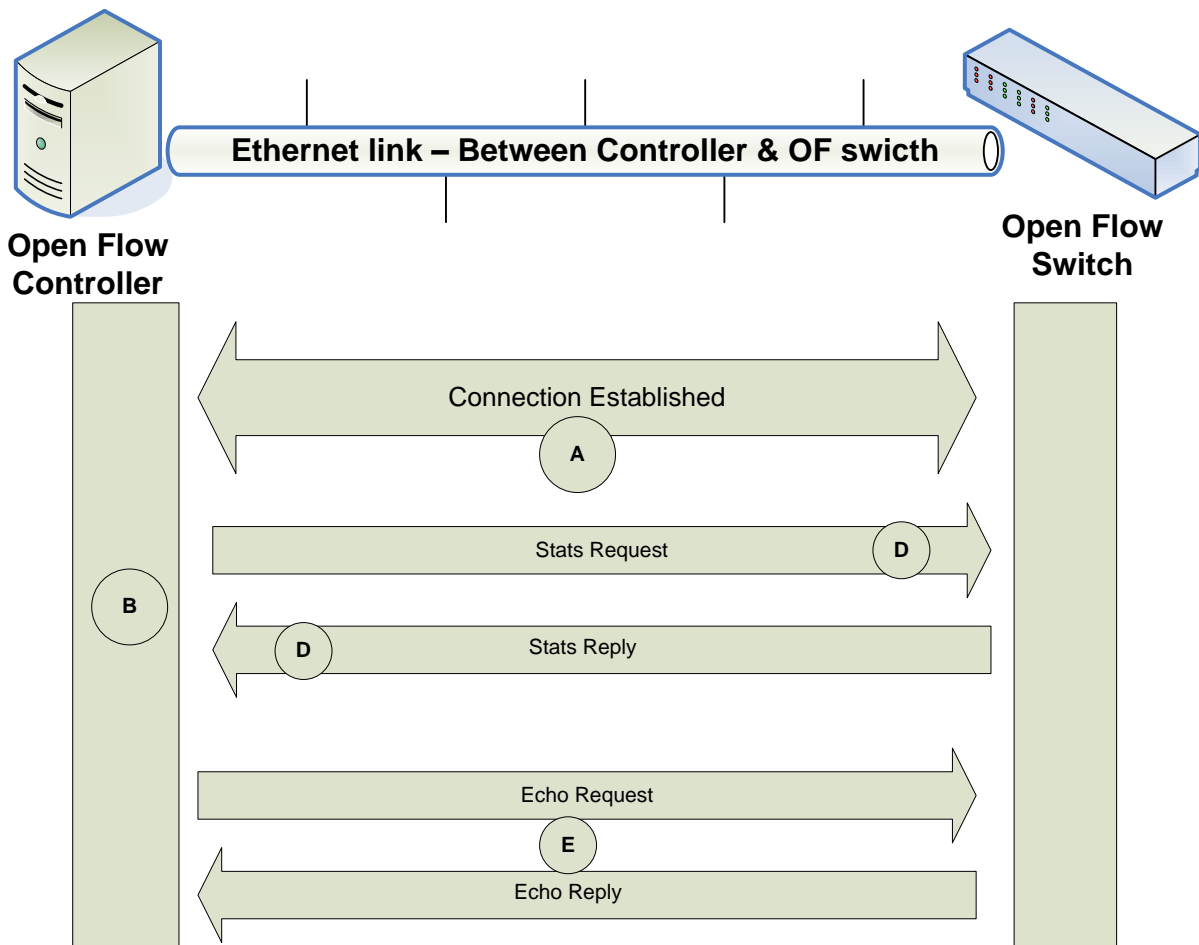 Ethernet link – Between Controller & OF swicth
Open Flow
Controller
Open Flow
Switch
Connection Established
A
Stats Request
D
B
D
Stats Reply
Echo Request
E
Echo Reply